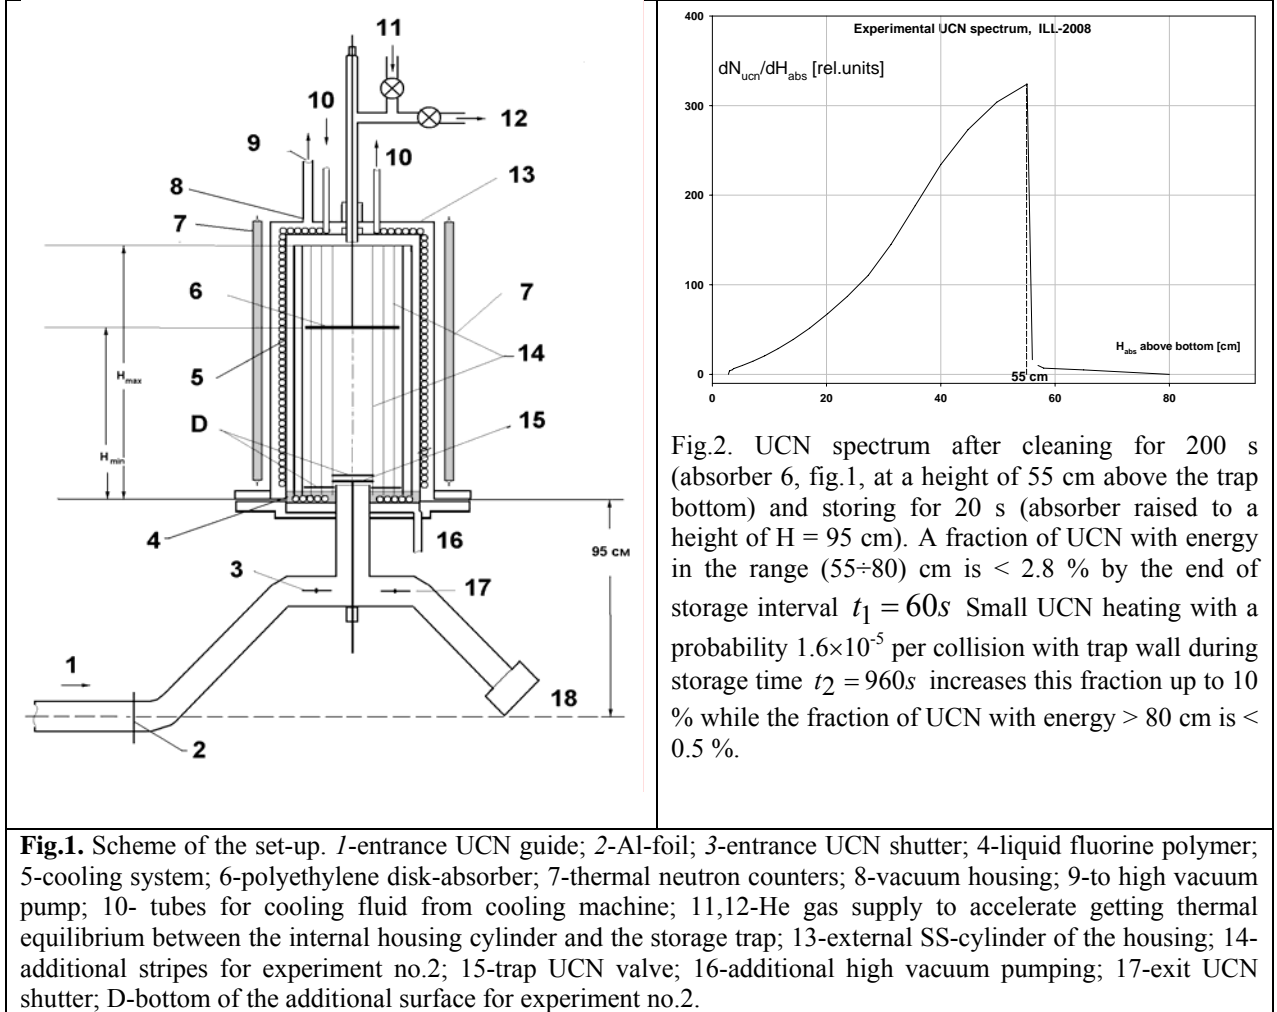 11
10
12
9
10
8
13
7
6
7
5
14
H max
D
15
H min
4
16
95 см
3
17
1
18
2
Experimental UCN spectrum, ILL-2008
dNucn/dHabs [rel.units]
400
300
200
100
0
Habs above bottom [cm]
55 cm
0 20 40 60 80
Fig.2. UCN spectrum after cleaning for 200 s
(absorber 6, fig.1, at a height of 55 cm above the trap
bottom) and storing for 20 s (absorber raised to a
height of H = 95 cm). A fraction of UCN with energy
in the range (55÷80) cm is < 2.8 % by the end of
storage interval t1 = 60s Small UCN heating with a
probability 1.6×10-5 per collision with trap wall during
storage time t2 = 960s increases this fraction up to 10
% while the fraction of UCN with energy > 80 cm is <
0.5 %.
Fig.1. Scheme of the set-up. 1-entrance UCN guide; 2-Al-foil; 3-entrance UCN shutter; 4-liquid fluorine polymer;
5-cooling system; 6-polyethylene disk-absorber; 7-thermal neutron counters; 8-vacuum housing; 9-to high vacuum
pump; 10- tubes for cooling fluid from cooling machine; 11,12-He gas supply to accelerate getting thermal
equilibrium between the internal housing cylinder and the storage trap; 13-external SS-cylinder of the housing; 14-
additional stripes for experiment no.2; 15-trap UCN valve; 16-additional high vacuum pumping; 17-exit UCN
shutter; D-bottom of the additional surface for experiment no.2.